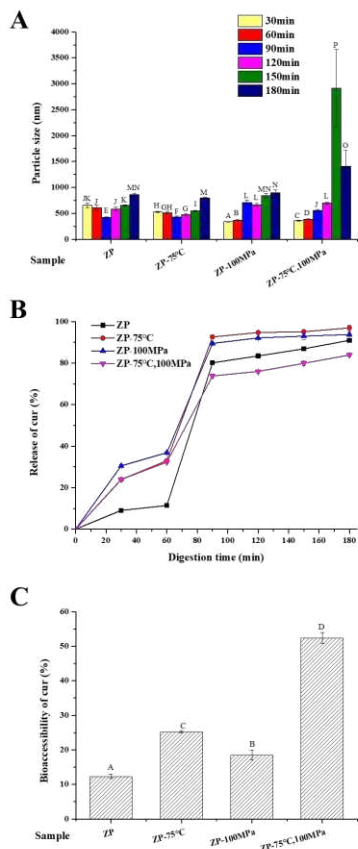 A
30min
60min
90min
120min
150min
180min
Particle size (nm)
4000
3500
3000
2500
2000
1500
1000
500
0
JK J E J K MN
H GH F G I M
A B L L MN N
C D J L P O
Sample
ZP
ZP-75°C
ZP-100MPa
ZP-75°C,100MPa
B
ZP
ZP-75°C
ZP-100MPa
ZP-75°C,100MPa
Release of cur (%)
100
80
60
40
20
0
0 20 40 60 80 100 120 140 160 180
Digestion time (min)
C
Bioaccessibility of cur (%)
60
50
40
30
20
10
0
A
C
B
D
Sample
ZP
ZP-75°C
ZP-100MPa
ZP-75°C,100MPa